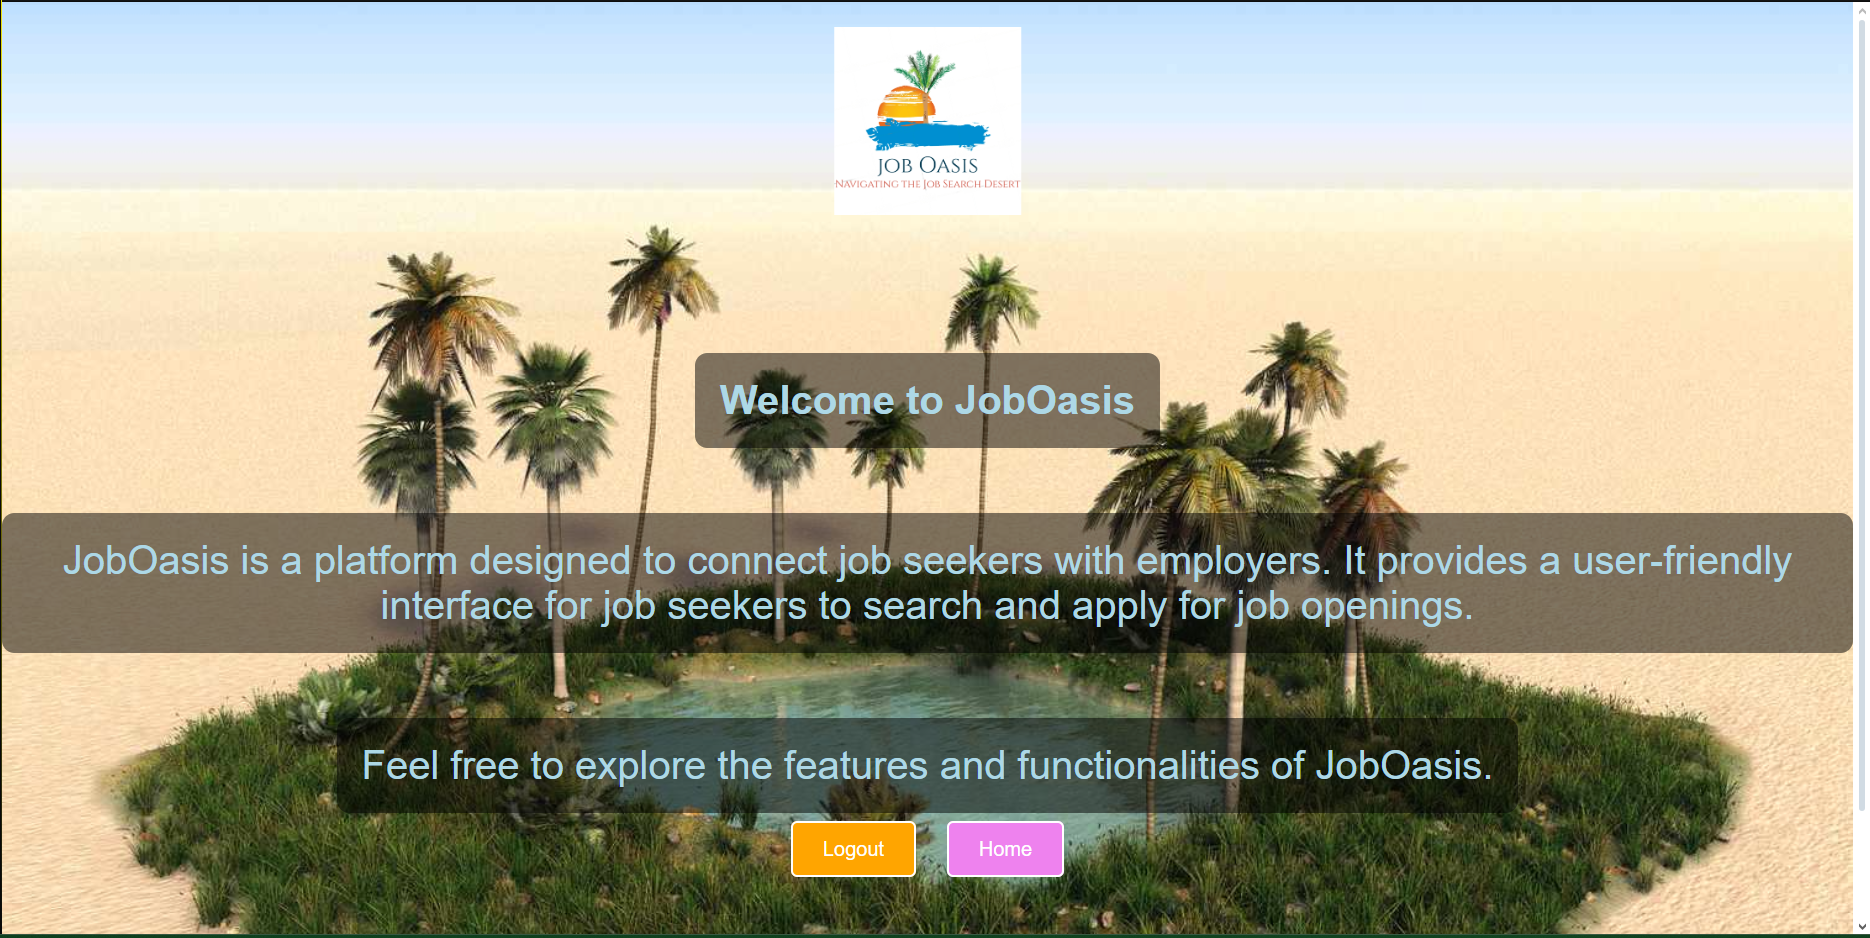 Job Oasis
Navigating the Job Search Desert
Welcome to JobOasis
JobOasis is a platform designed to connect job seekers with employers. It provides a user-friendly
interface for job seekers to search and apply for job openings.
Feel free to explore the features and functionalities of JobOasis.
Logout Home